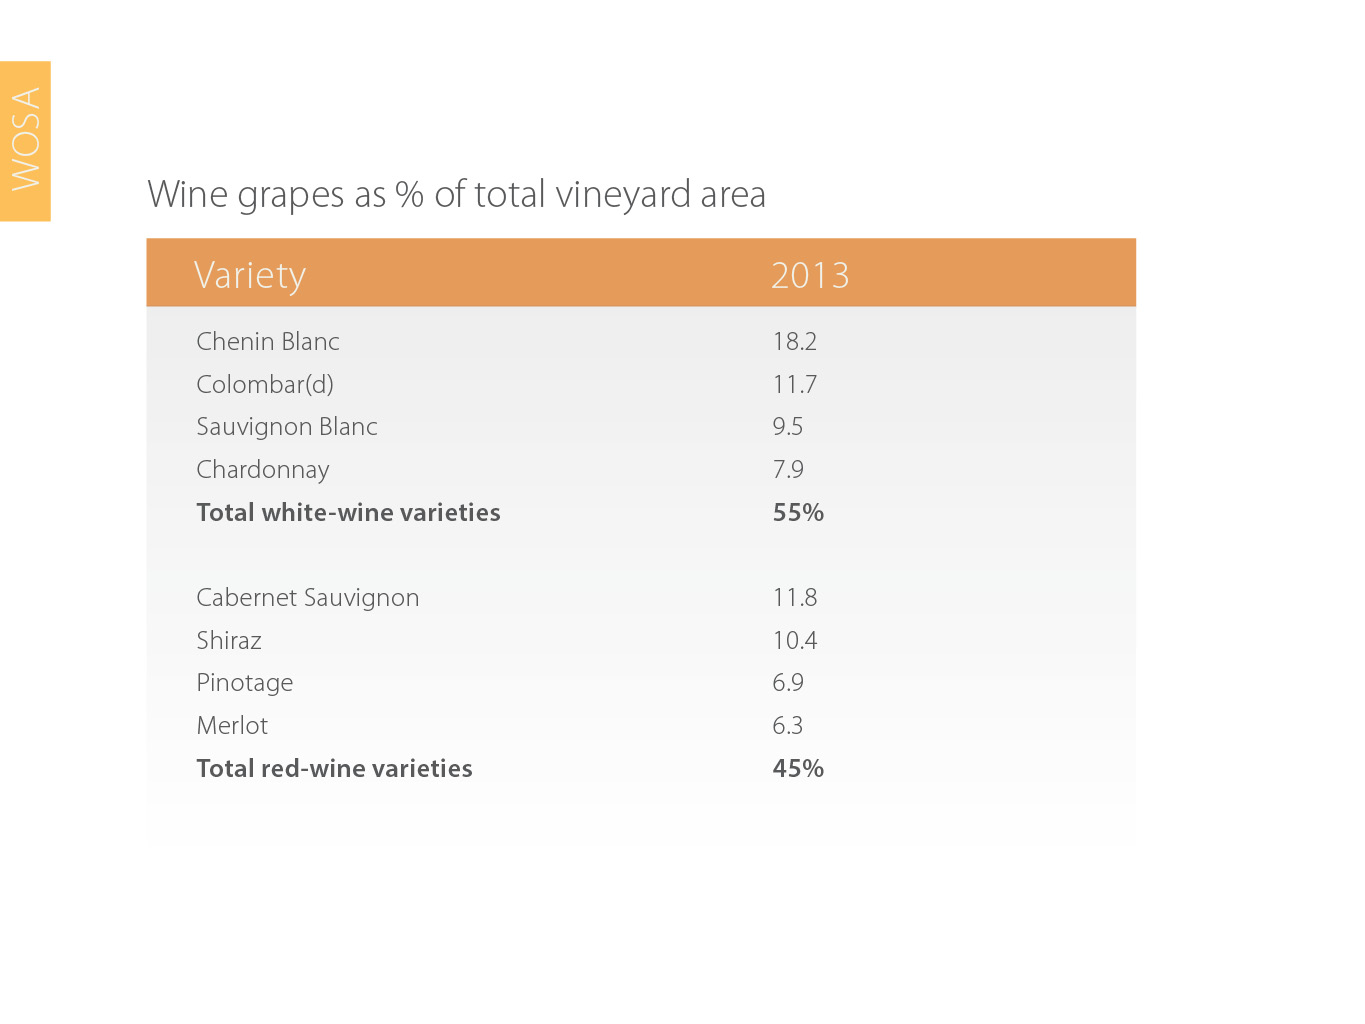 WOSA
Wine grapes as % of total vineyard area
Variety 2013
Chenin Blanc 18.2
Colombar(d) 11.7
Sauvignon Blanc 9.5
Chardonnay 7.9
Total white-wine varieties 55%
Cabernet Sauvignon 11.8
Shiraz 10.4
Pinotage 6.9
Merlot 6.3
Total red-wine varieties 45%